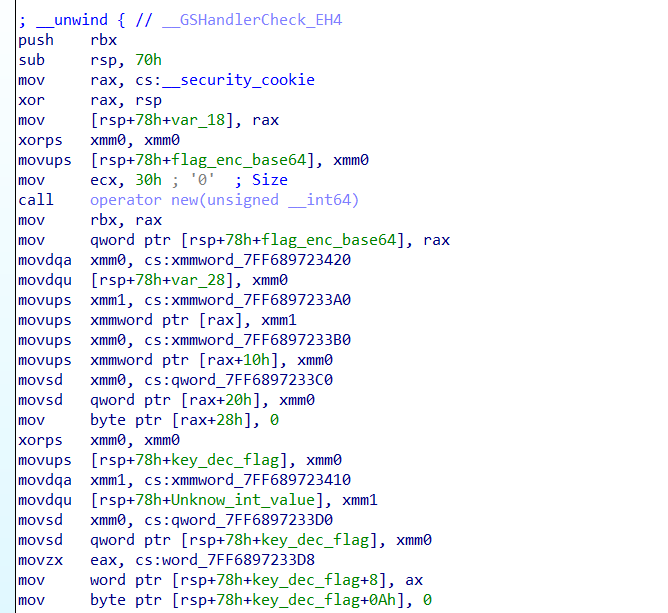 ; __unwind { // __GSHandlerCheck_EH4
push rbx
sub rsp, 70h
mov rax, cs:__security_cookie
xor rax, rsp
mov [rsp+78h+var_18], rax
xorps xmm0, xmm0
movups [rsp+78h+flag_enc_base64], xmm0
mov ecx, 30h ; '0' ; Size
call operator new(unsigned __int64)
mov rbx, rax
mov qword ptr [rsp+78h+flag_enc_base64], rax
movdqa xmm0, cs:xmmword_7FF689723420
movdqu [rsp+78h+var_28], xmm0
movups xmm1, cs:xmmword_7FF6897233A0
movups xmmword ptr [rax], xmm1
movups xmm0, cs:xmmword_7FF6897233B0
movups xmmword ptr [rax+10h], xmm0
movsd xmm0, cs:qword_7FF6897233C0
movsd qword ptr [rax+20h], xmm0
mov byte ptr [rax+28h], 0
xorps xmm0, xmm0
movups [rsp+78h+key_dec_flag], xmm0
movdqa xmm1, cs:xmmword_7FF689723410
movdqu [rsp+78h+Unknow_int_value], xmm1
movsd xmm0, cs:qword_7FF6897233D0
movsd qword ptr [rsp+78h+key_dec_flag], xmm0
movzx eax, cs:word_7FF6897233D8
mov word ptr [rsp+78h+key_dec_flag+8], ax
mov byte ptr [rsp+78h+key_dec_flag+0Ah], 0